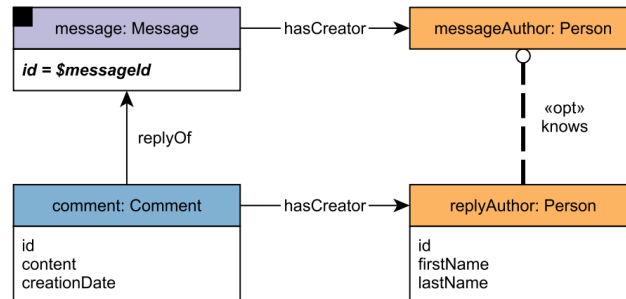 message: Message
hasCreator
messageAuthor: Person
id = $messageId
replyOf
«opt»
knows
comment: Comment
hasCreator
replyAuthor: Person
id
content
creationDate
id
firstName
lastName